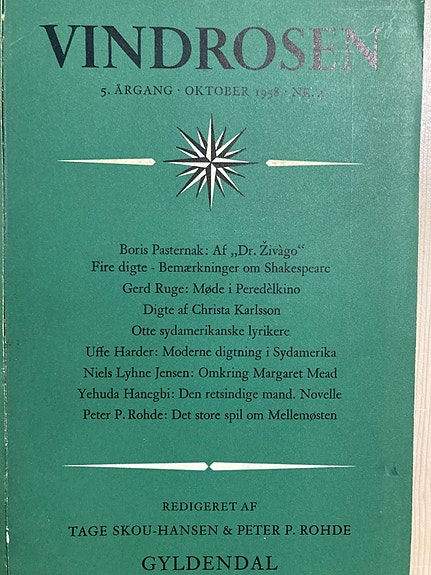 VINDROSEN
5. ÅRGANG · OKTOBER 1958 · NR.
Boris Pasternak: Af „Dr. Živàgo“
Fire digte - Bemærkninger om Shakespeare
Gerd Ruge: Møde i Peredèlkino
Digte af Christa Karlsson
Otte sydamerikanske lyrikere
Uffe Harder: Moderne digtning i Sydamerika
Niels Lyhne Jensen: Omkring Margaret Mead
Yehuda Hanegbi: Den retsindige mand. Novelle
Peter P. Rohde: Det store spil om Mellemøsten
REDIGERET AF
TAGE SKOU-HANSEN & PETER P. ROHDE
GYLDENDAL